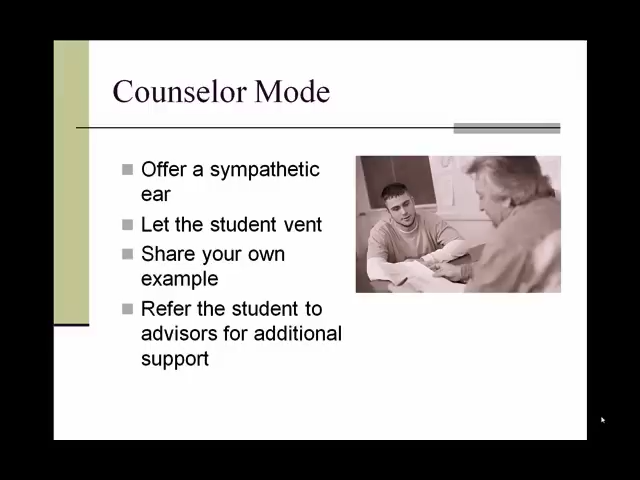 Counselor Mode
Offer a sympathetic
ear
Let the student vent
Share your own
example
Refer the student to
advisors for additional
support